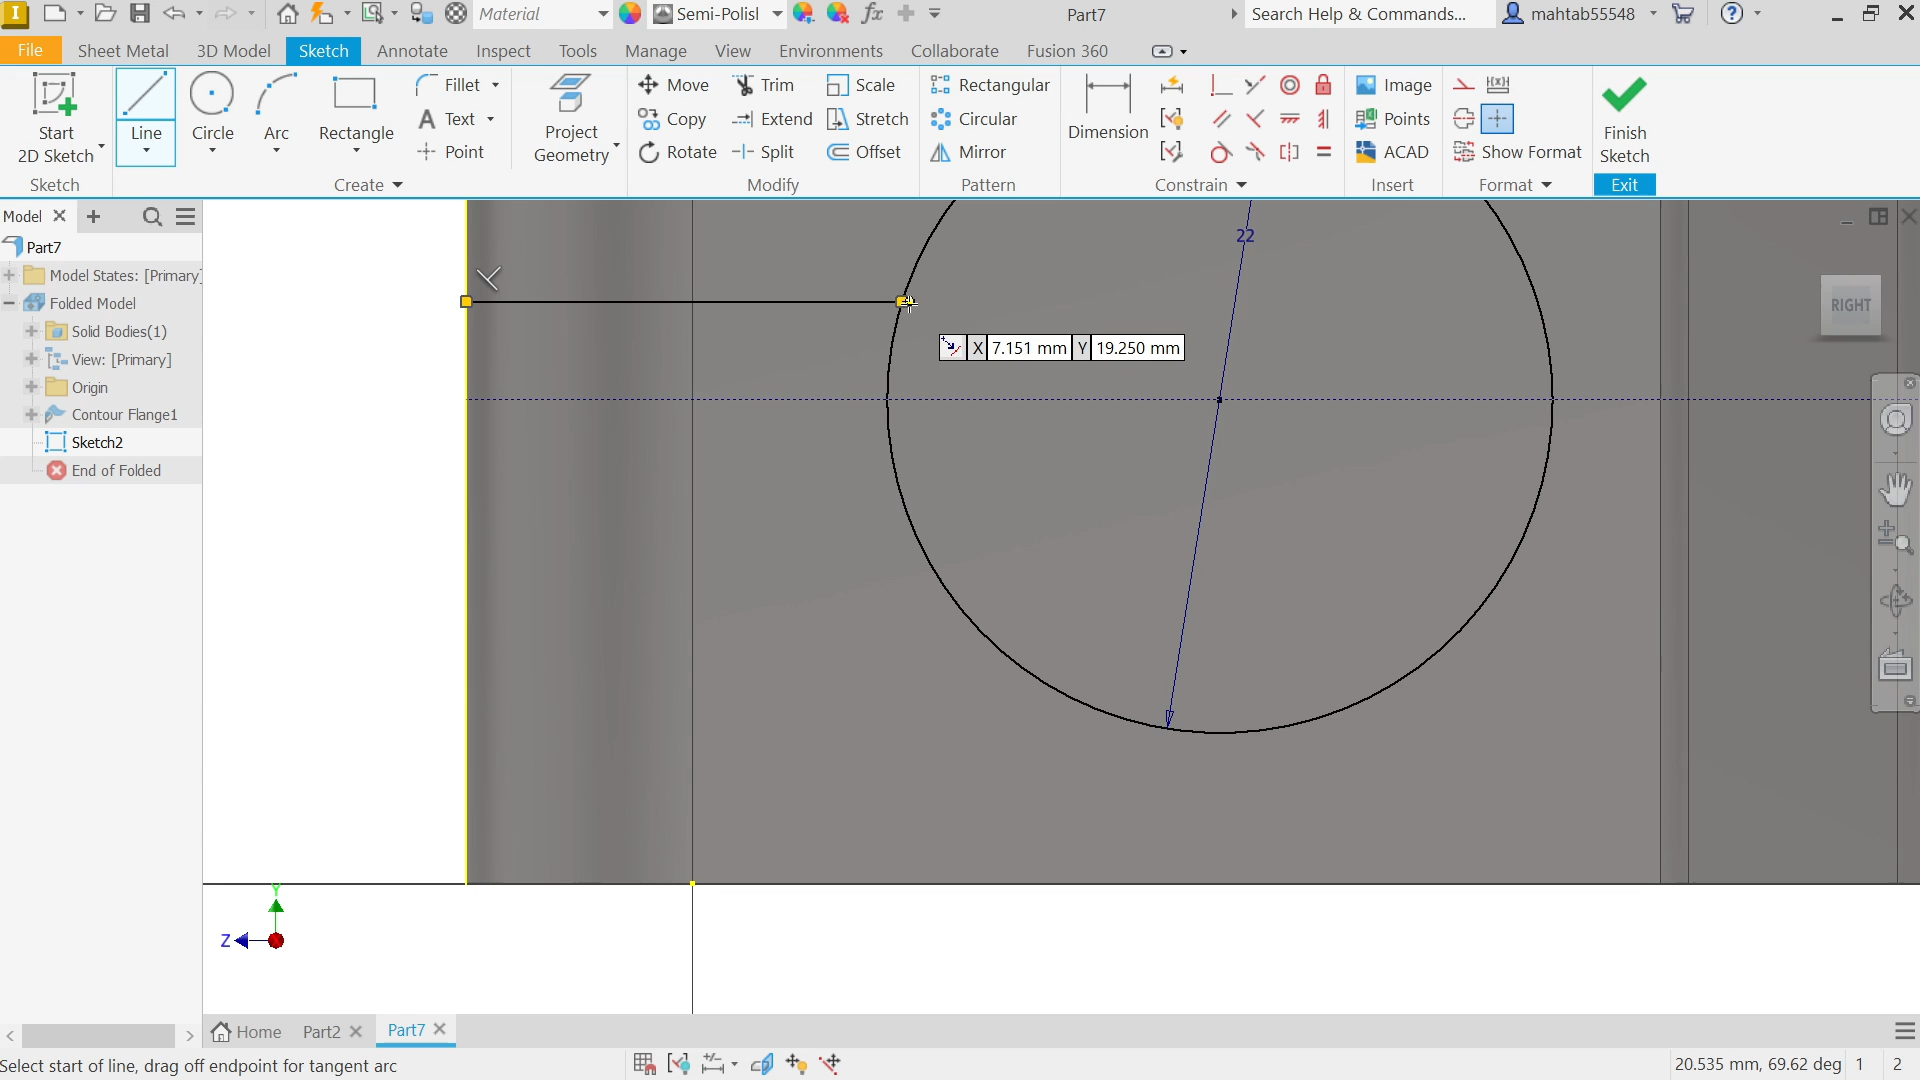 I Material Semi-Polisl fx Part7 Search Help & Commands... mahtab55548
File Sheet Metal 3D Model Sketch Annotate Inspect Tools Manage View Environments Collaborate Fusion 360
Start 2D Sketch Line Circle Arc Rectangle Fillet Project Geometry Move Trim Scale Rectangular Dimension Image Finish Sketch
Text Copy Extend Stretch Circular Points
Point Rotate Split Offset Mirror ACAD Show Format
Sketch Create Modify Pattern Constrain Insert Format Exit
Model
Part7
Model States: [Primary]
Folded Model
Solid Bodies(1)
View: [Primary]
Origin
Contour Flange1
Sketch2
End of Folded
22
RIGHT
X 7.151 mm Y 19.250 mm
Y
Z
Home Part2 Part7
Select start of line, drag off endpoint for tangent arc 20.535 mm, 69.62 deg 1 2